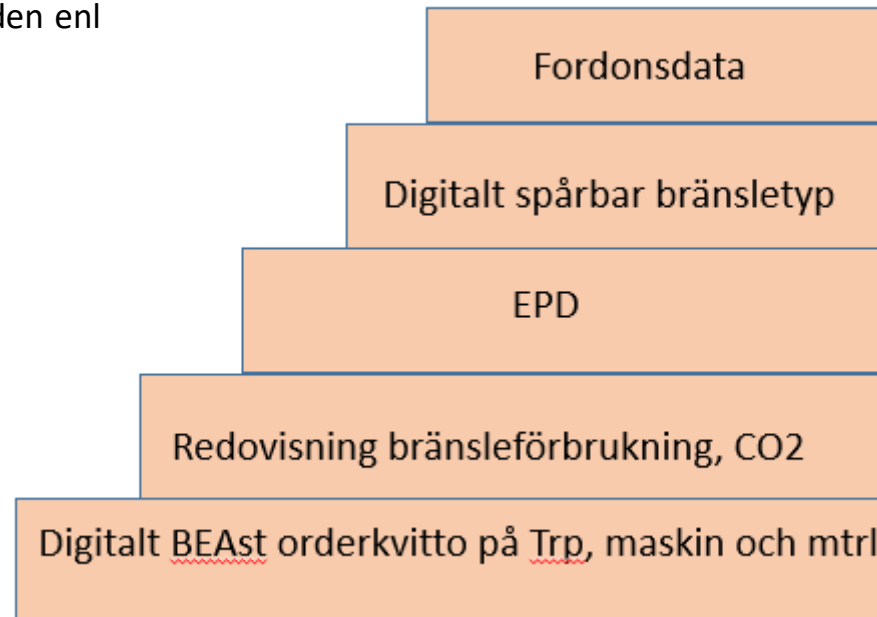 den enl
Fordonsdata
Digitalt spårbar bränsletyp
EPD
Redovisning bränsleförbrukning, CO2
Digitalt BEAst orderkvitto på Trp, maskin och mtrl